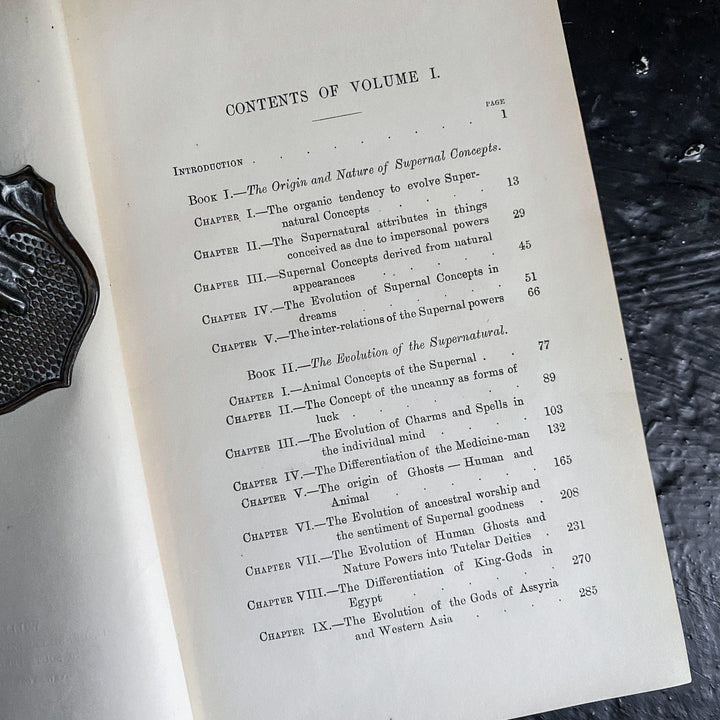 CONTENTS OF VOLUME I.
PAGE
INTRODUCTION . . . . . . . . 1
BOOK I.—The Origin and Nature of Supernal Concepts.
CHAPTER I.—The organic tendency to evolve Super-
natural Concepts . . . . . 13
CHAPTER II.—The Supernatural attributes in things
conceived as due to impersonal powers 29
CHAPTER III.—Supernal Concepts derived from natural
appearances . . . . . 45
CHAPTER IV.—The Evolution of Supernal Concepts in
dreams . . . . . . 51
CHAPTER V.—The inter-relations of the Supernal powers 66
BOOK II.—The Evolution of the Supernatural.
CHAPTER I.—Animal Concepts of the Supernal . . 77
CHAPTER II.—The Concept of the uncanny as forms of
luck . . . . . . 89
CHAPTER III.—The Evolution of Charms and Spells in
the individual mind . . . . 103
CHAPTER IV.—The Differentiation of the Medicine-man 132
CHAPTER V.—The origin of Ghosts — Human and
Animal . . . . . . 165
CHAPTER VI.—The Evolution of ancestral worship and
the sentiment of Supernal goodness . 208
CHAPTER VII.—The Evolution of Human Ghosts and
Nature Powers into Tutelar Deities . 231
CHAPTER VIII.—The Differentiation of King-Gods in
Egypt . . . . . . 270
CHAPTER IX.—The Evolution of the Gods of Assyria
and Western Asia . . . . 285